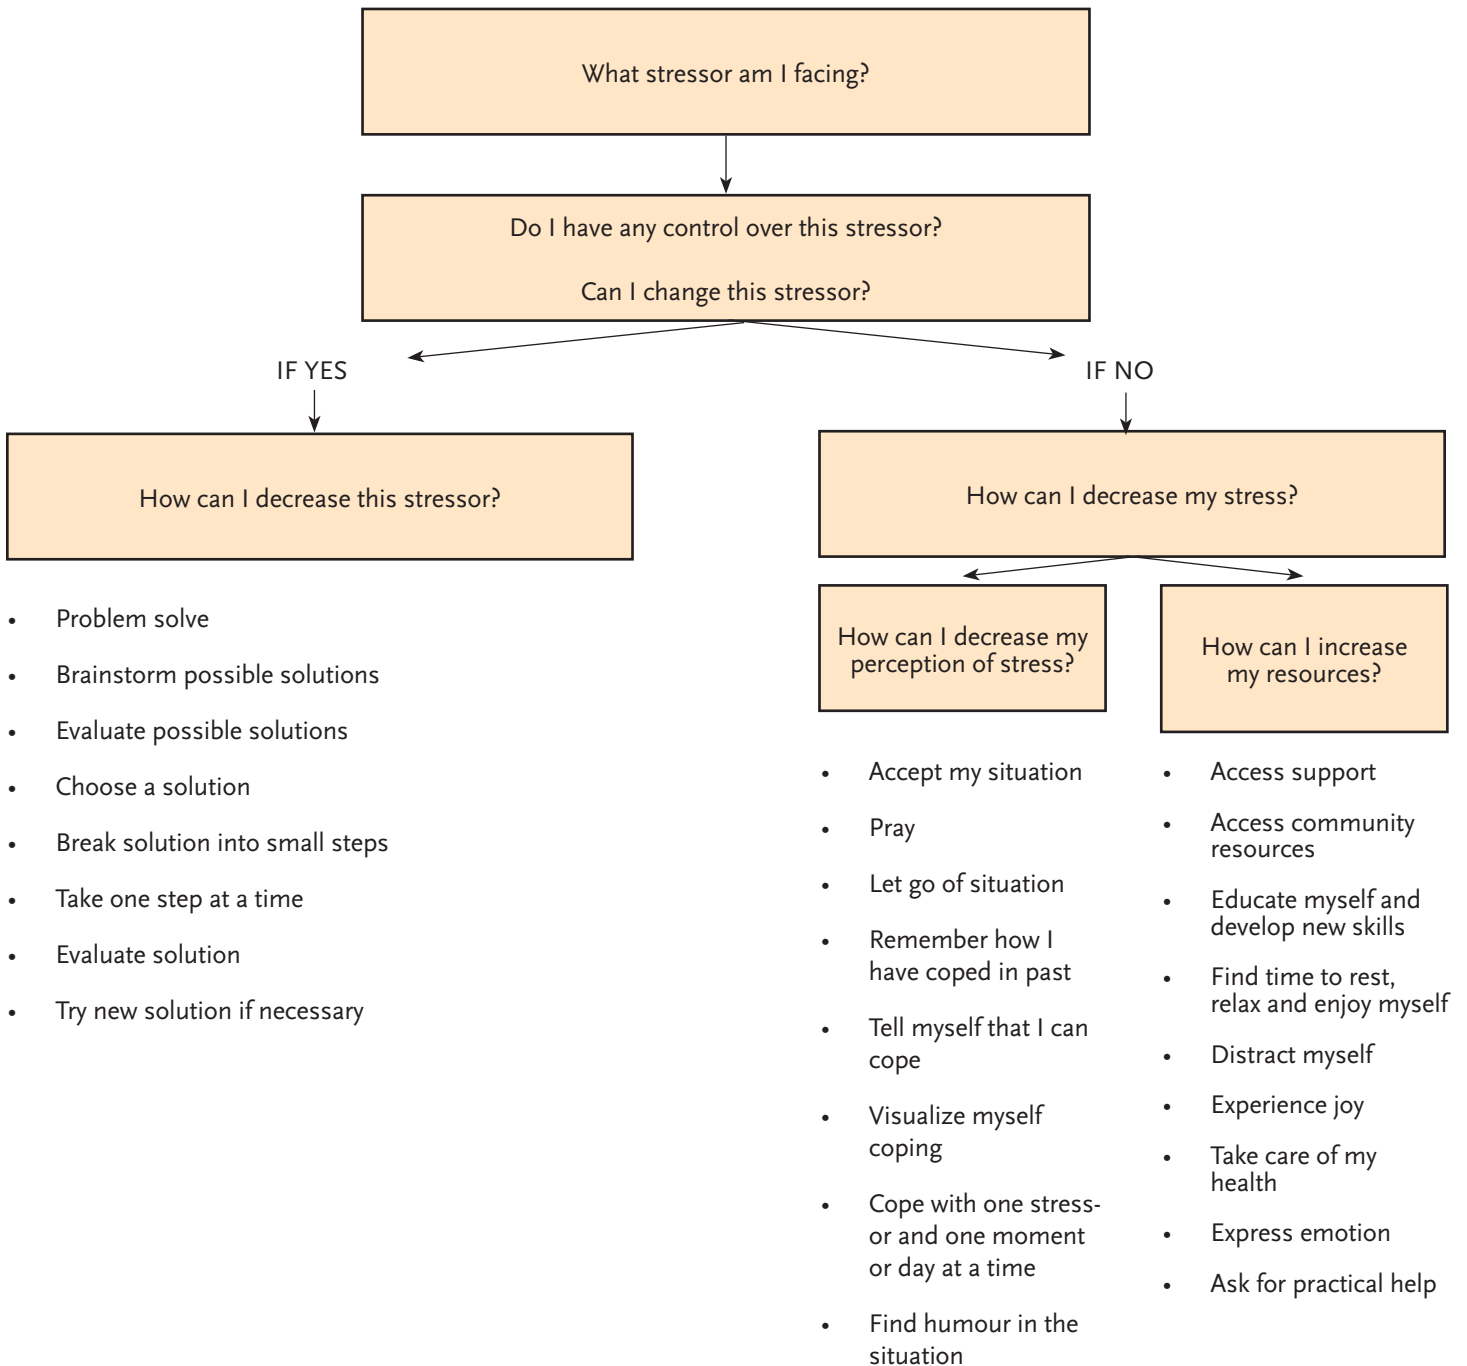 What stressor am I facing?
Do I have any control over this stressor?
Can I change this stressor?
IF YES
IF NO
How can I decrease this stressor?
• Problem solve
• Brainstorm possible solutions
• Evaluate possible solutions
• Choose a solution
• Break solution into small steps
• Take one step at a time
• Evaluate solution
• Try new solution if necessary
How can I decrease my stress?
How can I decrease my
perception of stress?
• Accept my situation
• Pray
• Let go of situation
• Remember how I
have coped in past
• Tell myself that I can
cope
• Visualize myself
coping
• Cope with one stress-
or and one moment
or day at a time
• Find humour in the
situation
How can I increase
my resources?
• Access support
• Access community
resources
• Educate myself and
develop new skills
• Find time to rest,
relax and enjoy myself
• Distract myself
• Experience joy
• Take care of my
health
• Express emotion
• Ask for practical help